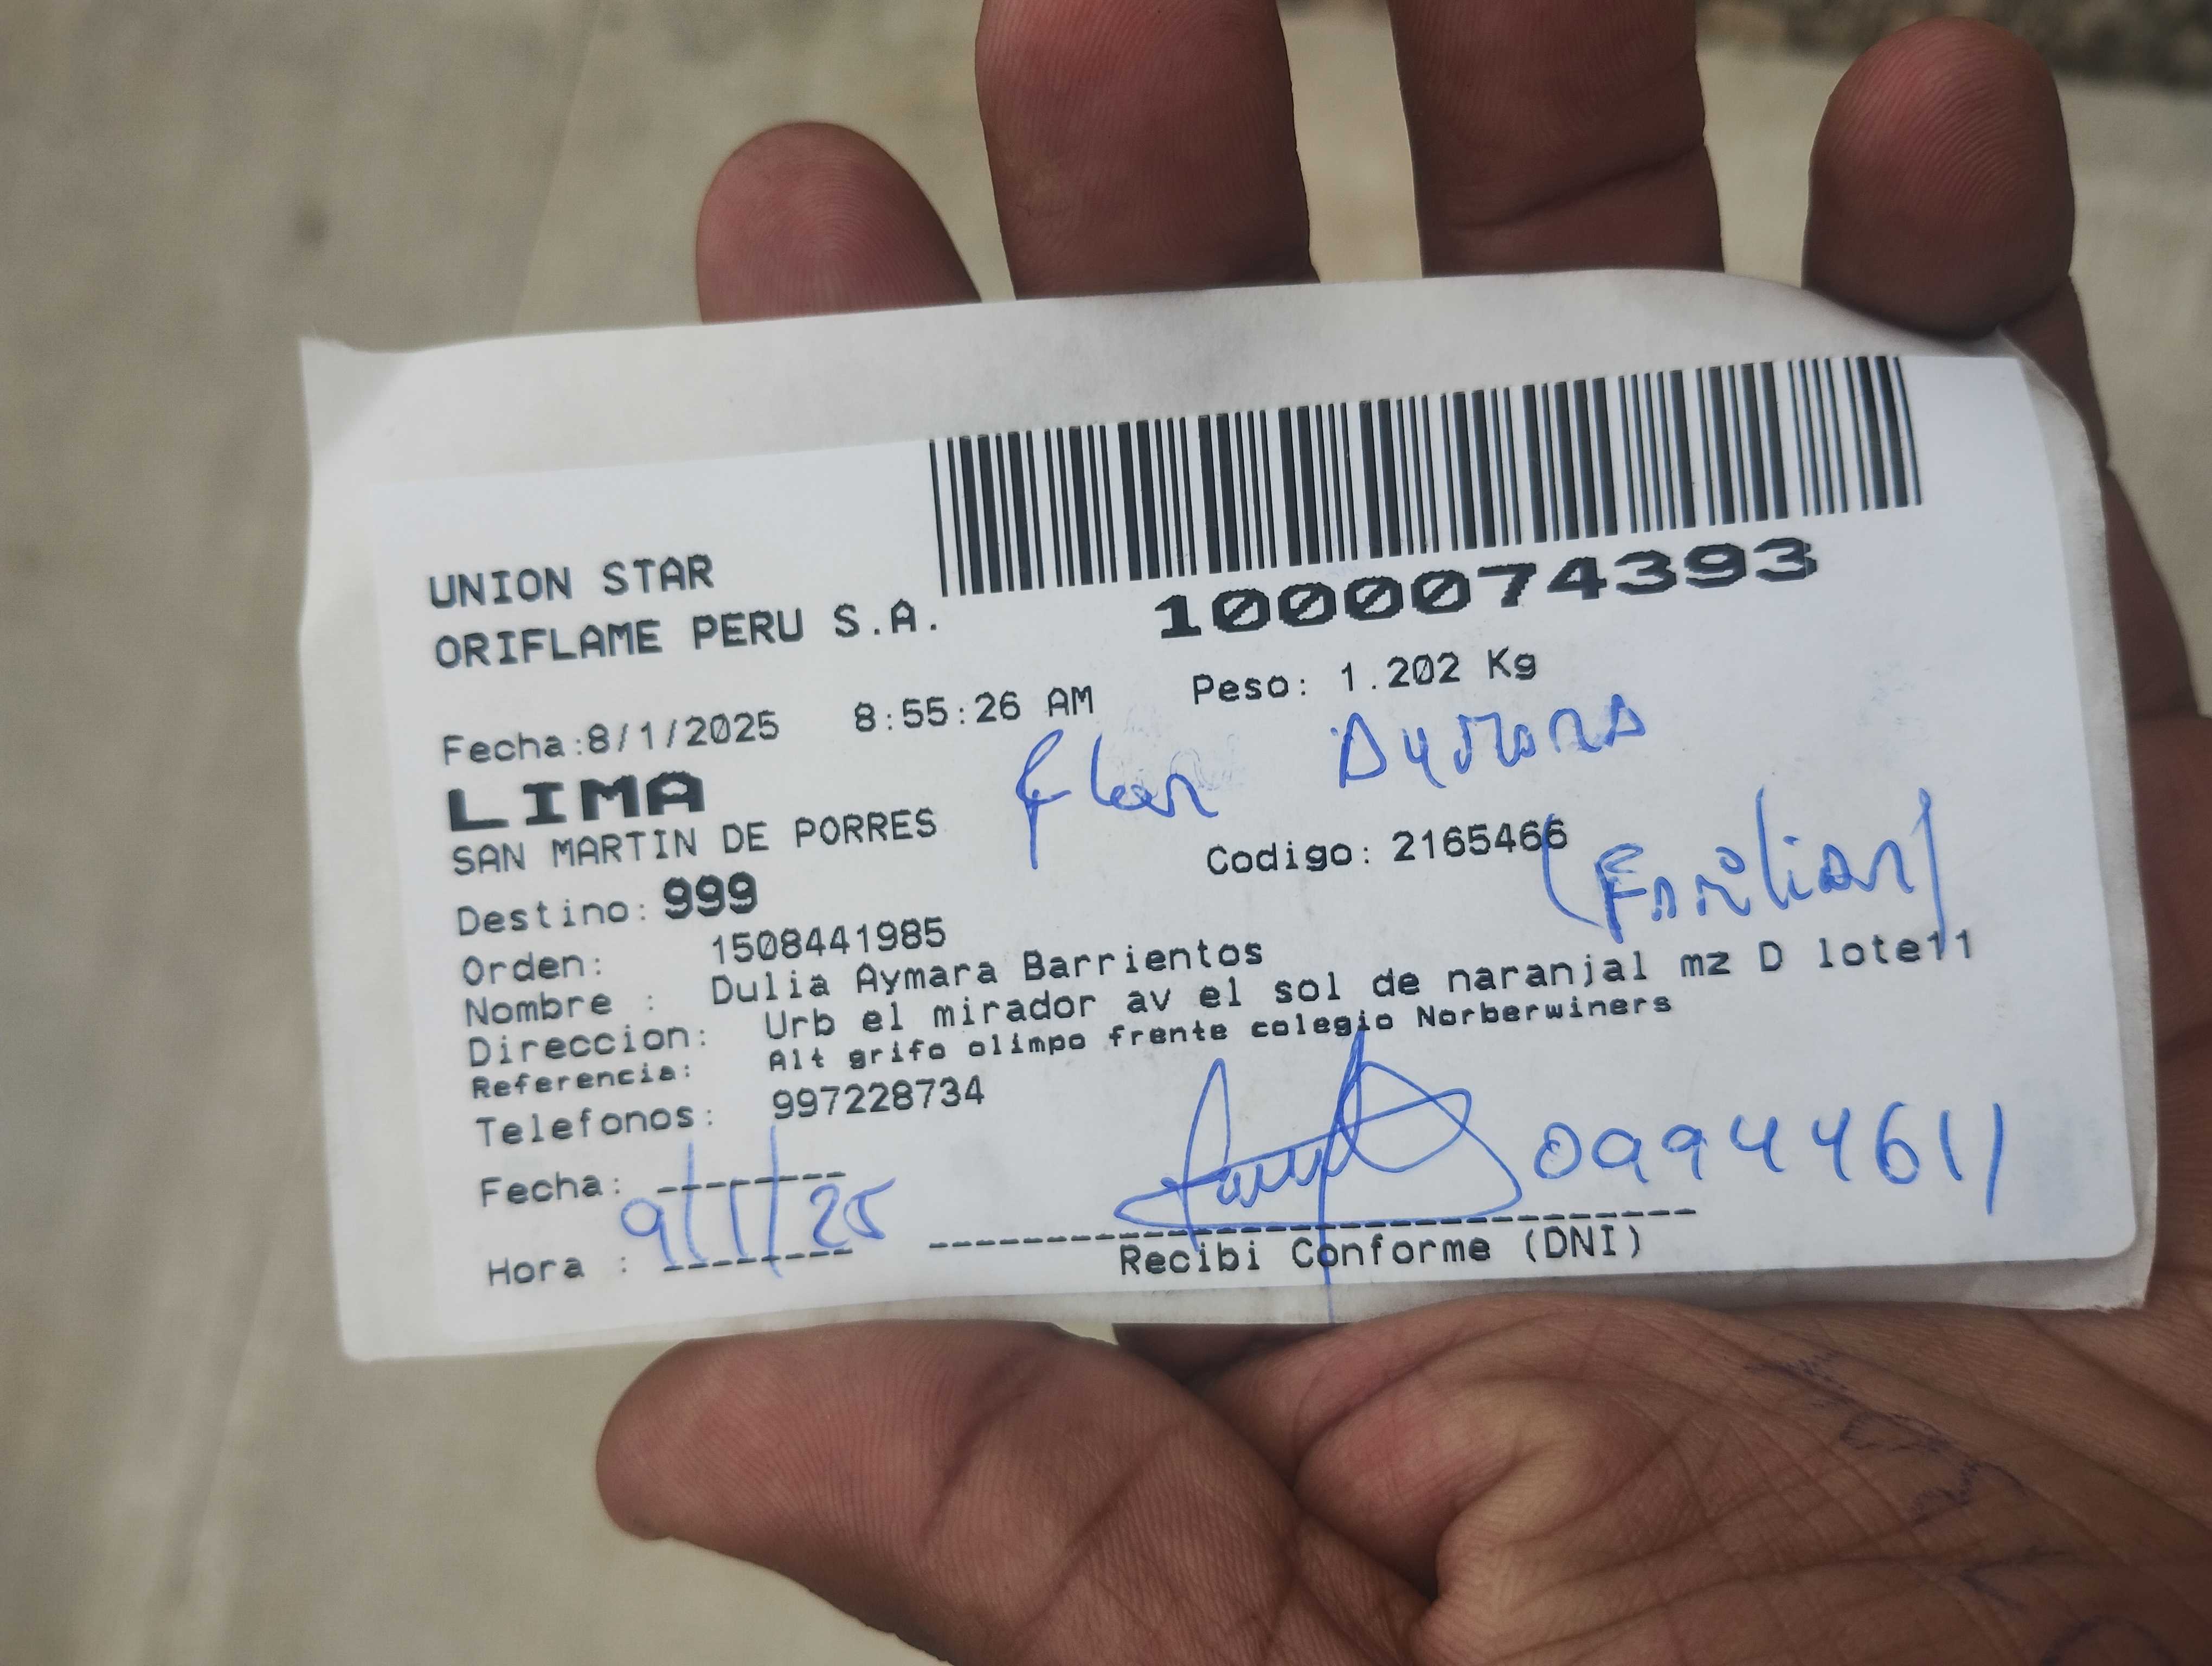 UNION STAR
ORIFLAME PERU S.A.
1000074393
Fecha:8/1/2025 8:55:26 AM Peso: 1.202 Kg
LIMA
Flor
SAN MARTIN DE PORRES
Codigo: 2165466
(Familiar)
Destino: 999
Orden: 1508441985
Nombre : Dulia Aymara Barrientos
Direccion: Urb el mirador av el sol de naranjal mz D lote11
Referencia: Alt grifo olimpo frente colegio Norberwiners
Telefonos: 997228734
Fecha: 9/1/25
09944611
Hora :
Recibi Conforme (DNI)